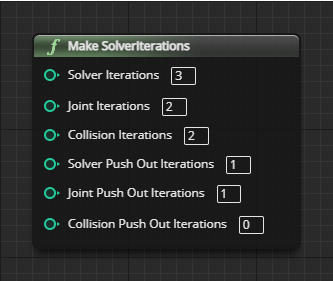 Make SolverIterations
Solver Iterations 3
Joint Iterations 2
Collision Iterations 2
Solver Push Out Iterations 1
Joint Push Out Iterations 1
Collision Push Out Iterations 0